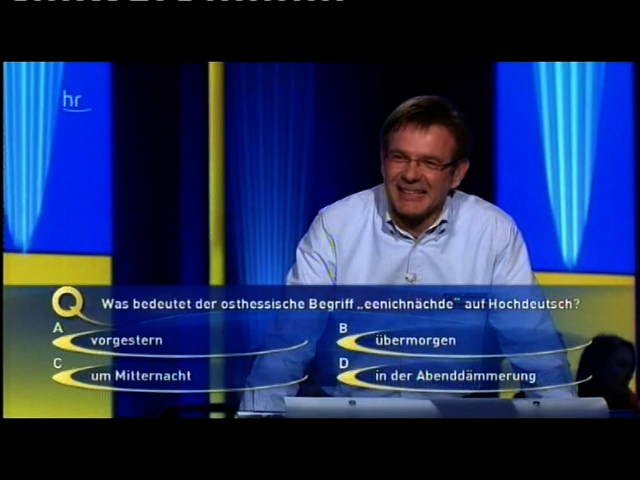 hr
Q Was bedeutet der osthessische Begriff „eenichnächde" auf Hochdeutsch?
A
vorgestern
B
übermorgen
C
um Mitternacht
D
in der Abenddämmerung